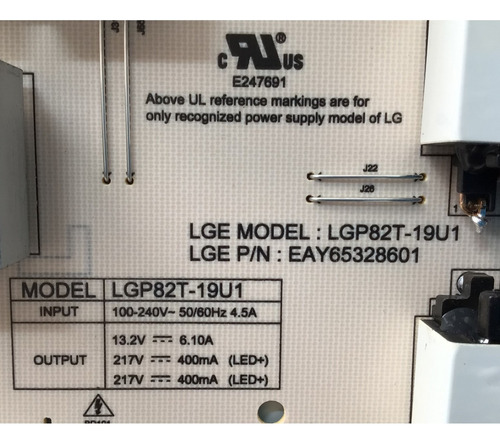 c RU ® US
E247691
Above UL reference markings are for
only recognized power supply model of LG
J22
J26
LGE MODEL : LGP82T-19U1
LGE P/N : EAY65328601
MODEL LGP82T-19U1
INPUT 100-240V~ 50/60Hz 4.5A
OUTPUT 13.2V ⎓ 6.10A
217V ⎓ 400mA (LED+)
217V ⎓ 400mA (LED+)